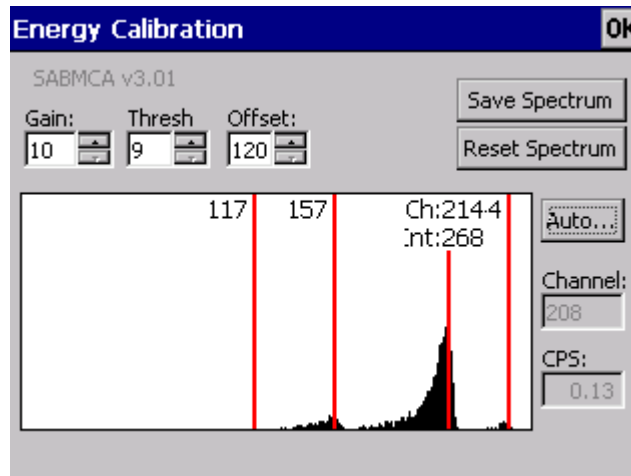 Energy Calibration
OK
SABMCA v3.01
Save Spectrum
Gain:
Thresh
Offset:
10
9
120
Reset Spectrum
117
157
Ch:214
4
Int:268
Auto...
Channel:
208
CPS:
0.13